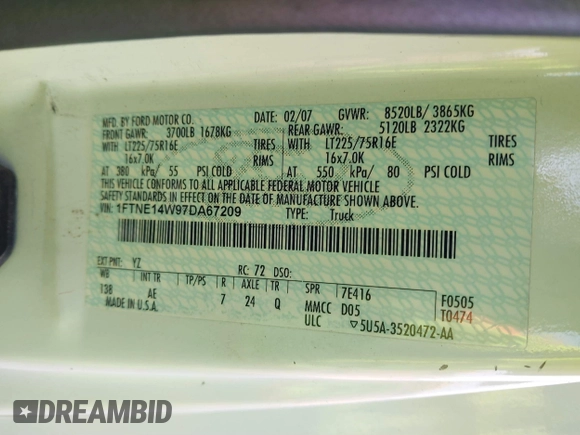 MFD. BY FORD MOTOR CO.
DATE: 02/07 GVWR: 8520LB/ 3865KG
FRONT GAWR: 3700LB 1678KG REAR GAWR: 5120LB 2322KG
WITH LT225/75R16E TIRES WITH LT225/75R16E TIRES
16x7.0K RIMS 16x7.0K RIMS
AT 380 kPa/ 55 PSI COLD AT 550 kPa/ 80 PSI COLD
THIS VEHICLE CONFORMS TO ALL APPLICABLE FEDERAL MOTOR VEHICLE
SAFETY STANDARDS IN EFFECT ON THE DATE OF MANUFACTURE SHOWN ABOVE.
VIN: 1FTNE14W97DA67209 TYPE: Truck
EXT PNT: YZ RC: 72 DSO:
WB INT TR TP/PS R AXLE TR SPR 7E416 F0505
138 AE 7 24 Q MMCC D05 T0474
MADE IN U.S.A. ULC ▽5U5A-3520472-AA
DREAMBID